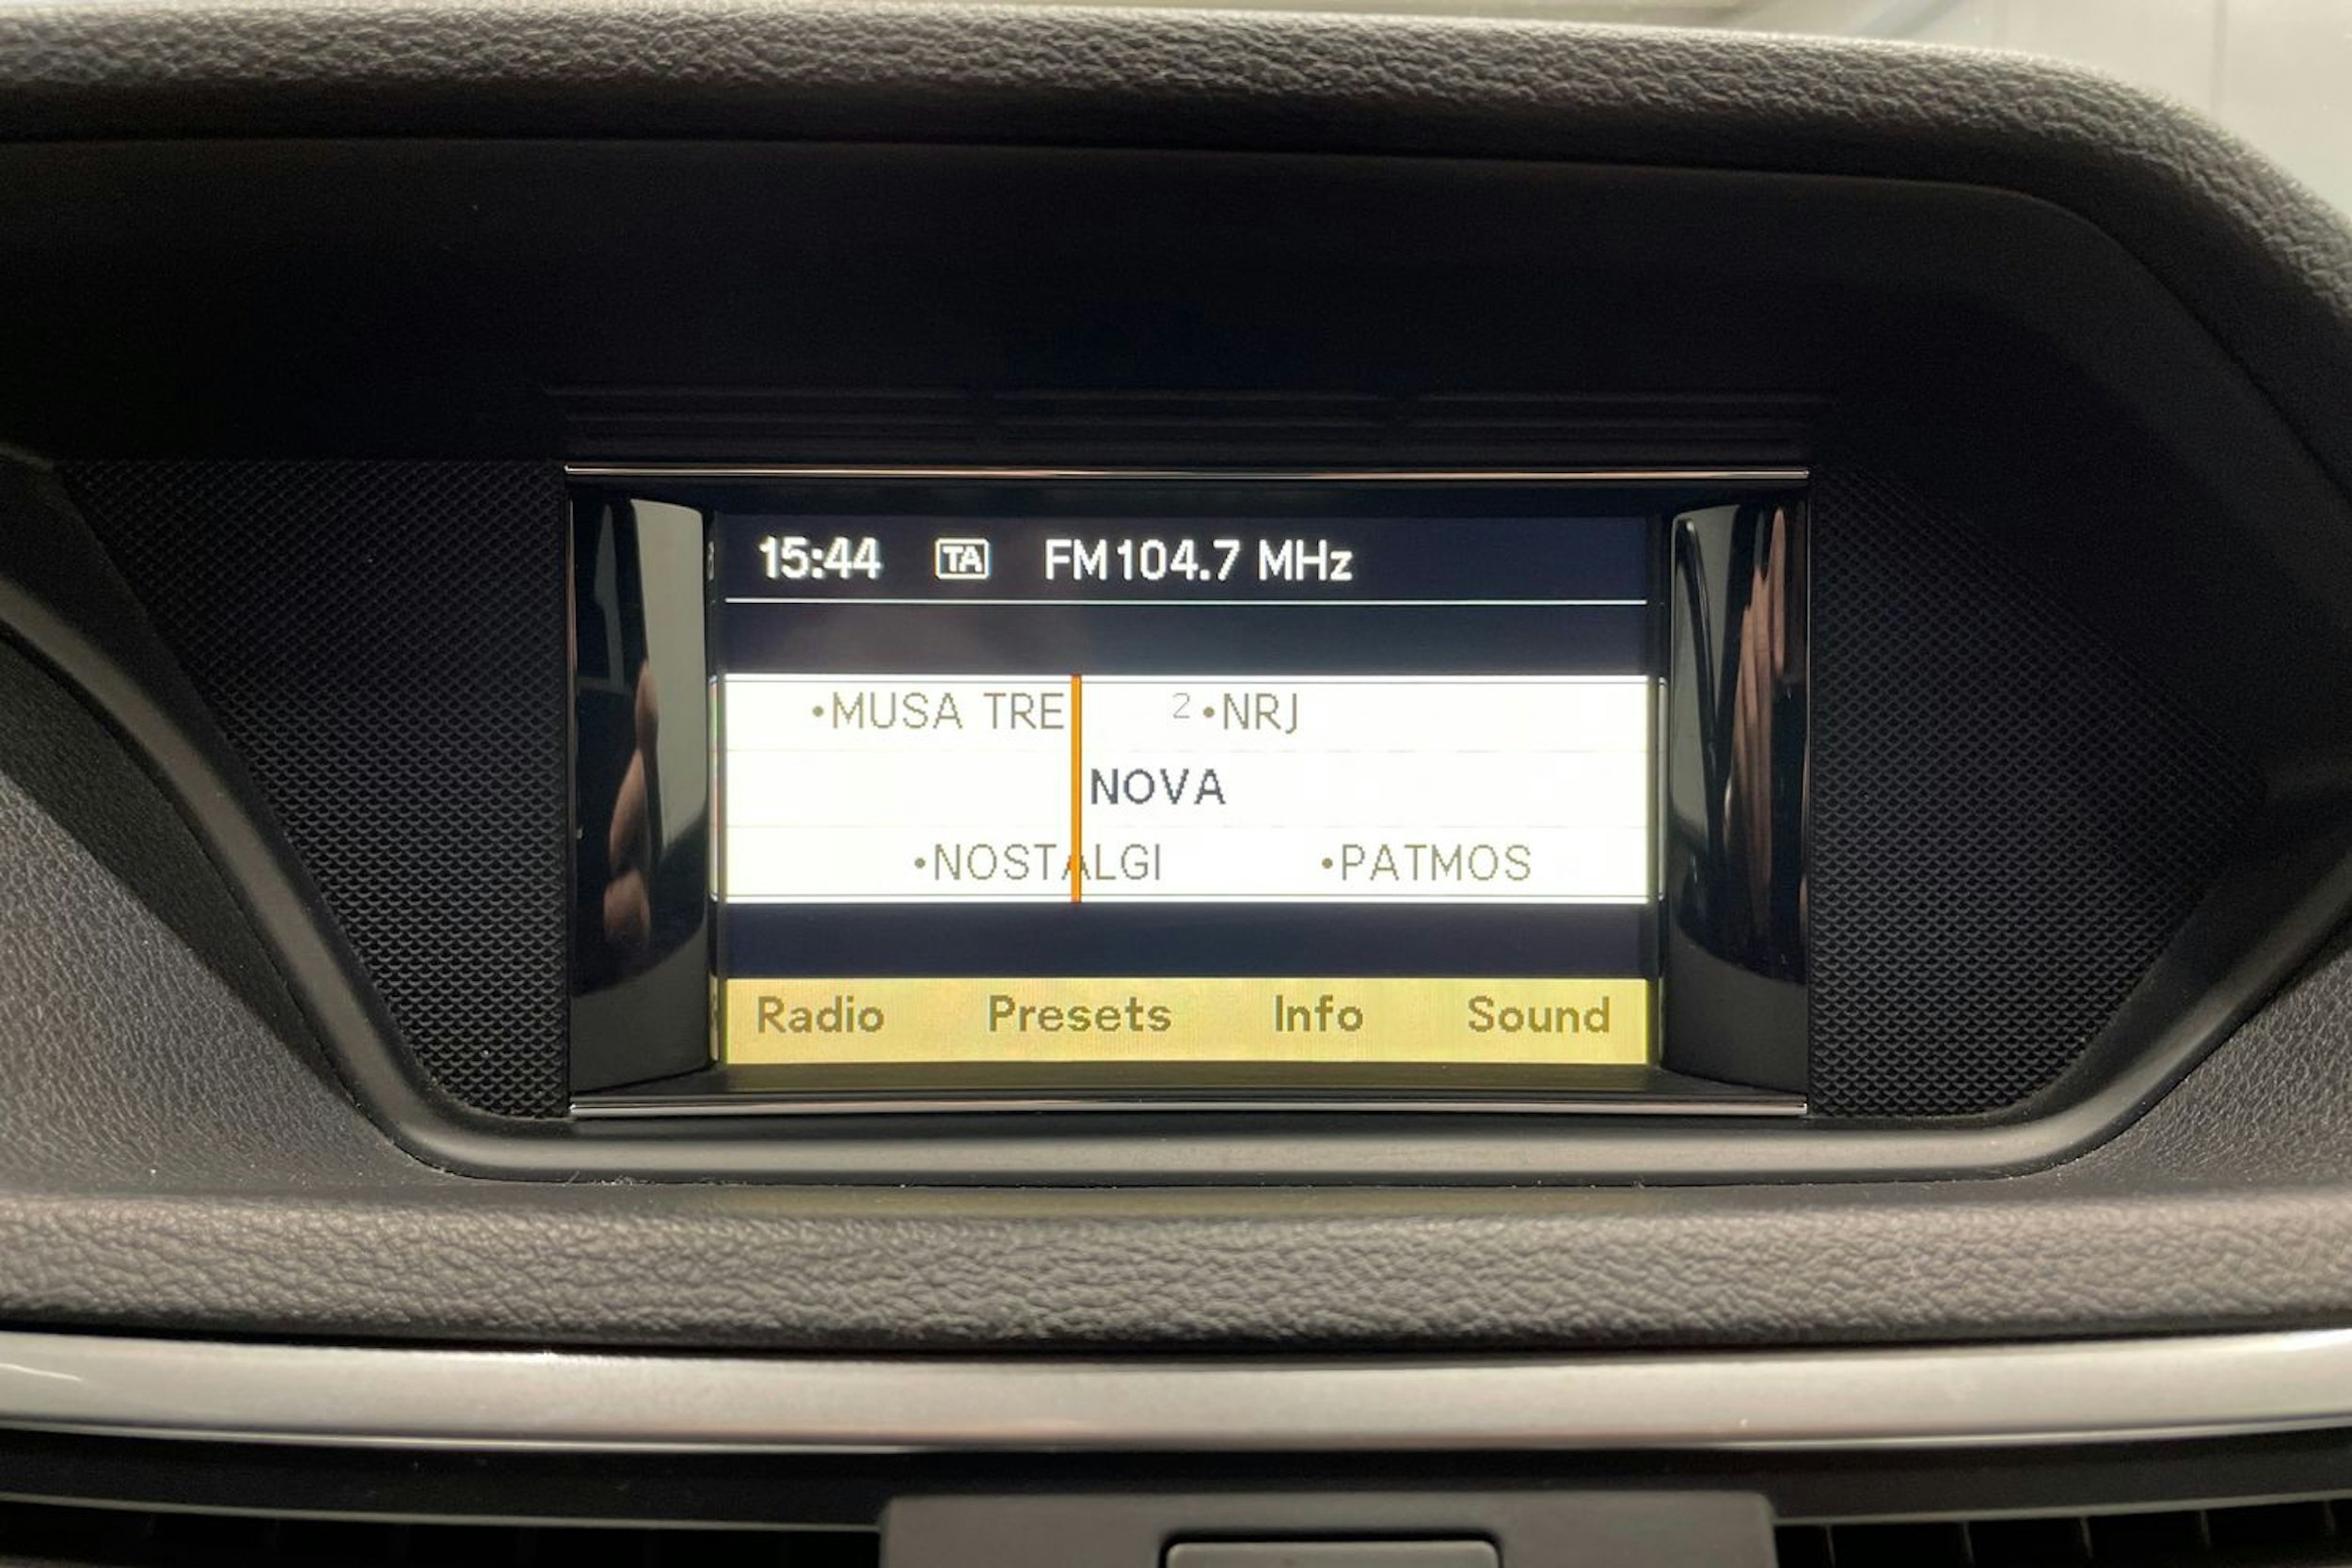 15:44 TA FM 104.7 MHz
•MUSA TRE 2 •NRJ
NOVA
•NOSTALGI •PATMOS
Radio Presets Info Sound